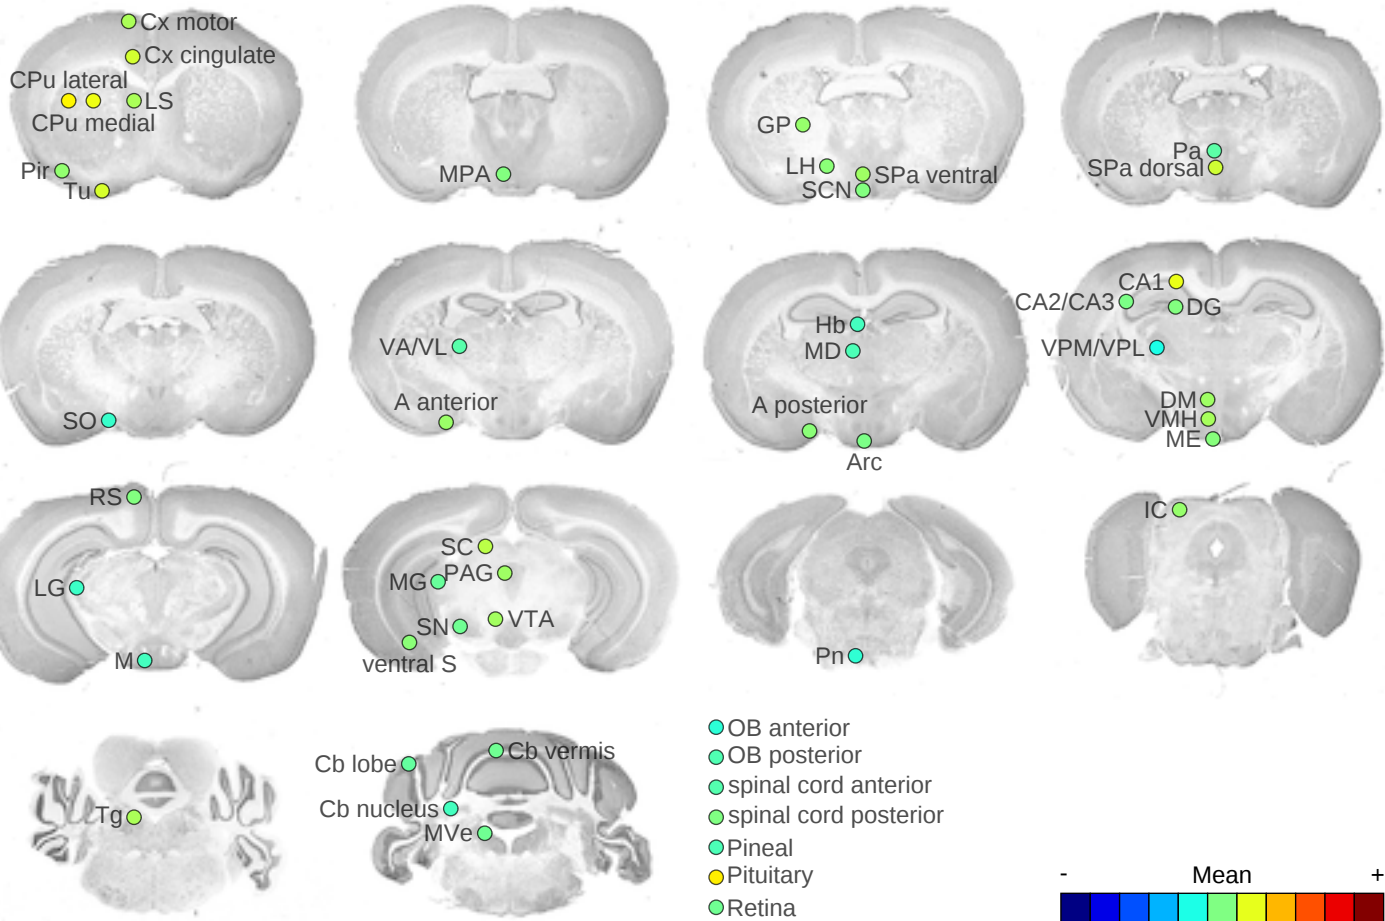 Cx motor
Cx cingulate
CPu lateral
LS
CPu medial
Pir
Tu
MPA
GP
LH
SPa ventral
SCN
Pa
SPa dorsal
SO
VA/VL
A anterior
Hb
MD
A posterior
Arc
CA1
CA2/CA3
DG
VPM/VPL
DM
VMH
ME
RS
LG
M
SC
PAG
MG
VTA
SN
ventral S
Pn
IC
Tg
Cb vermis
Cb lobe
Cb nucleus
MVe
OB anterior
OB posterior
spinal cord anterior
spinal cord posterior
Pineal
Pituitary
Retina
- Mean +